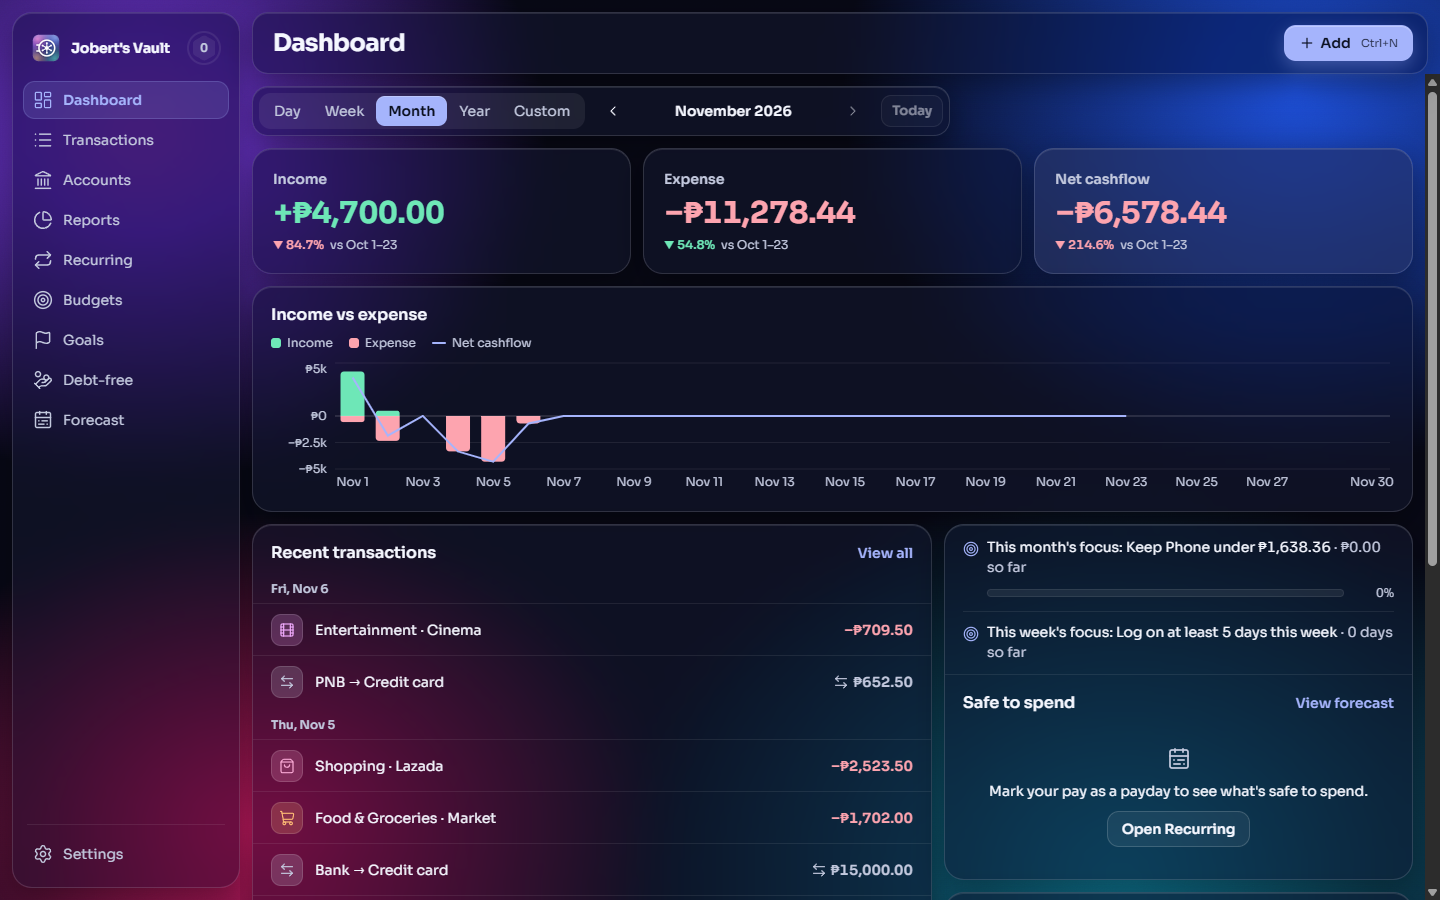 Jobert's Vault
0
Dashboard
Transactions
Accounts
Reports
Recurring
Budgets
Goals
Debt-free
Forecast
Settings
Dashboard
+ Add Ctrl+N
Day Week Month Year Custom
‹ November 2026 ›
Today
Income
+₱4,700.00
▼ 84.7% vs Oct 1–23
Expense
−₱11,278.44
▼ 54.8% vs Oct 1–23
Net cashflow
−₱6,578.44
▼ 214.6% vs Oct 1–23
Income vs expense
Income Expense Net cashflow
₱5k
₱0
−₱2.5k
−₱5k
Nov 1 Nov 3 Nov 5 Nov 7 Nov 9 Nov 11 Nov 13 Nov 15 Nov 17 Nov 19 Nov 21 Nov 23 Nov 25 Nov 27 Nov 30
Recent transactions View all
Fri, Nov 6
Entertainment · Cinema −₱709.50
PNB → Credit card ₱652.50
Thu, Nov 5
Shopping · Lazada −₱2,523.50
Food & Groceries · Market −₱1,702.00
Bank → Credit card ₱15,000.00
This month's focus: Keep Phone under ₱1,638.36 · ₱0.00
so far
0%
This week's focus: Log on at least 5 days this week · 0 days
so far
Safe to spend View forecast
Mark your pay as a payday to see what's safe to spend.
Open Recurring